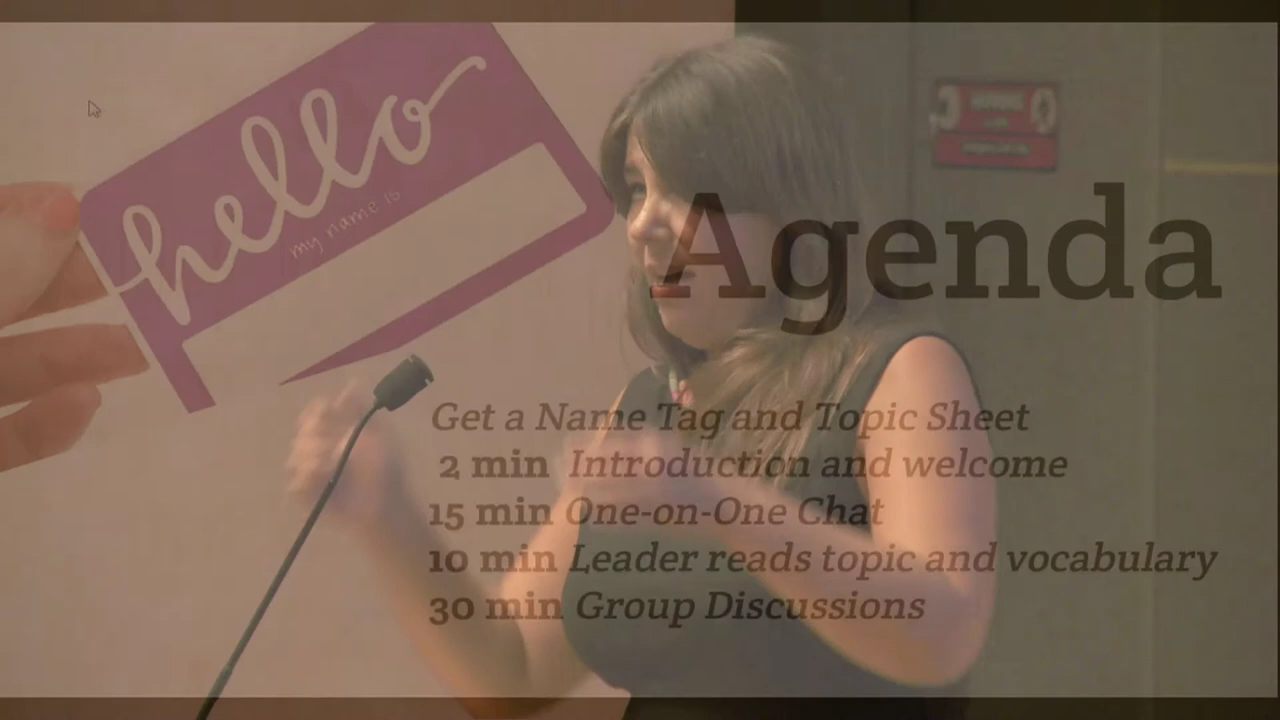 hello
my name is
Agenda
Get a Name Tag and Topic Sheet
2 min Introduction and welcome
15 min One-on-One Chat
10 min Leader reads topic and vocabulary
30 min Group Discussions